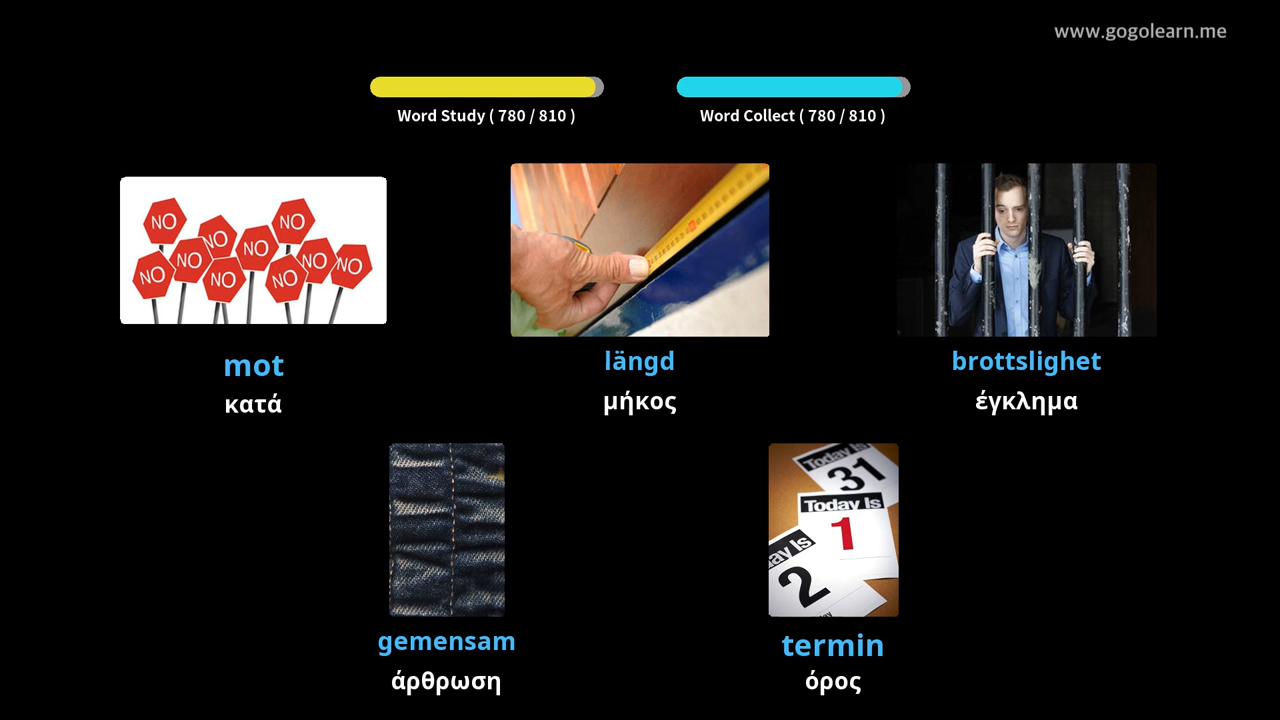 www.gogolearn.me
Word Study ( 780 / 810 )
Word Collect ( 780 / 810 )
NO
NO
NO
NO
NO
NO
NO
NO
NO
NO
mot
κατά
längd
μήκος
brottslighet
έγκλημα
Today Is
31
Today Is
1
ay Is
2
gemensam
άρθρωση
termin
όρος